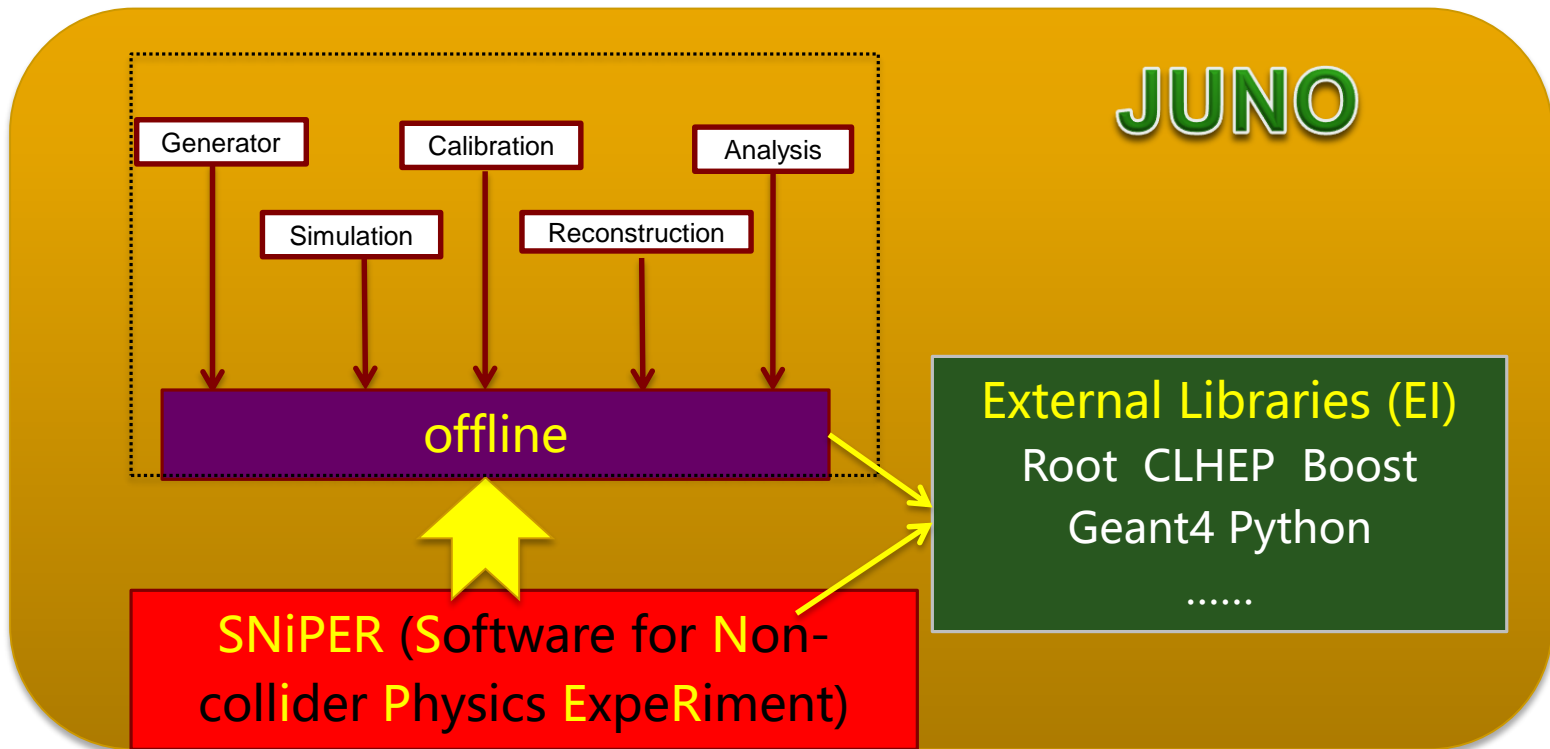 JUNO
Generator
Calibration
Analysis
Simulation
Reconstruction
offline
External Libraries (EI)
Root CLHEP Boost
Geant4 Python
......
SNiPER (Software for Non-
collider Physics ExpeRiment)